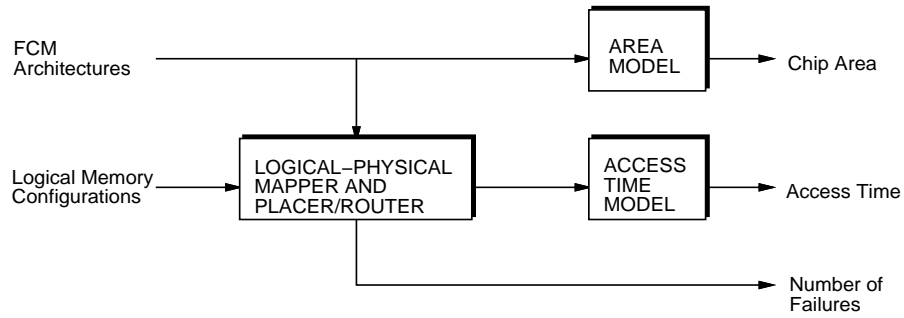 FCM
Architectures
AREA
MODEL
Chip Area
Logical Memory
Configurations
LOGICAL–PHYSICAL
MAPPER AND
PLACER/ROUTER
ACCESS
TIME
MODEL
Access Time
Number of
Failures